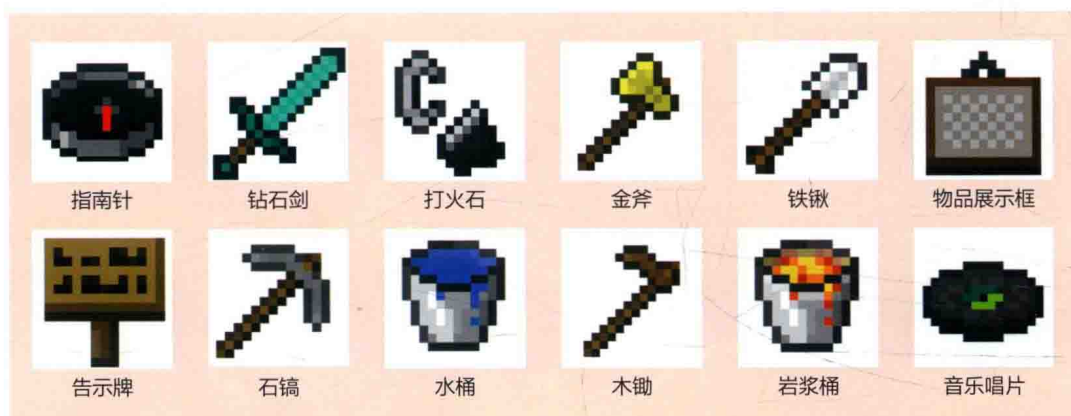 指南针 钻石剑 打火石 金斧 铁锹 物品展示框
告示牌 石镐 水桶 木锄 岩浆桶 音乐唱片